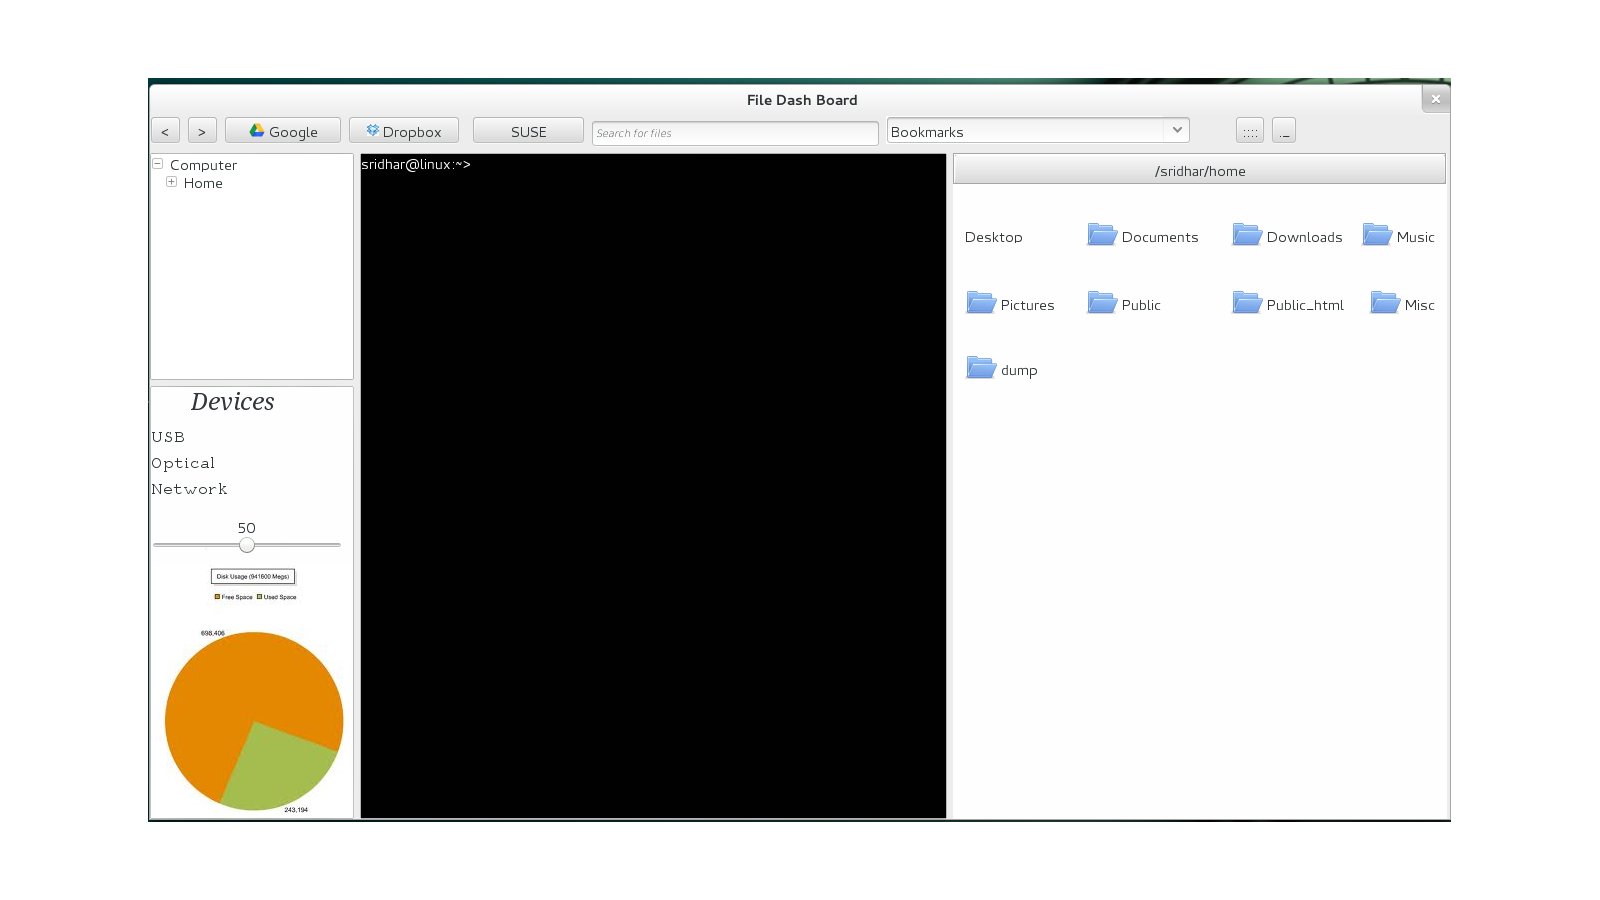 File Dash Board
< > Google Dropbox SUSE Search for files Bookmarks :::: ._
Computer
Home
Devices
USB
Optical
Network
50
Disk Usage (941600 Megs)
Free Space Used Space
698,406
243,194
sridhar@linux:~>
/sridhar/home
Desktop Documents Downloads Music
Pictures Public Public_html Misc
dump